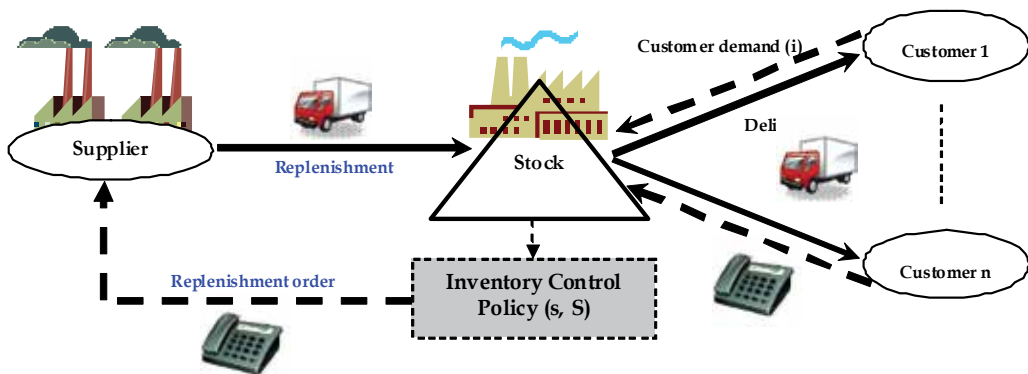 Customer demand (i)
Customer 1
Supplier
Replenishment
Stock
Deli
Replenishment order
Inventory Control
Policy (s, S)
Customer n